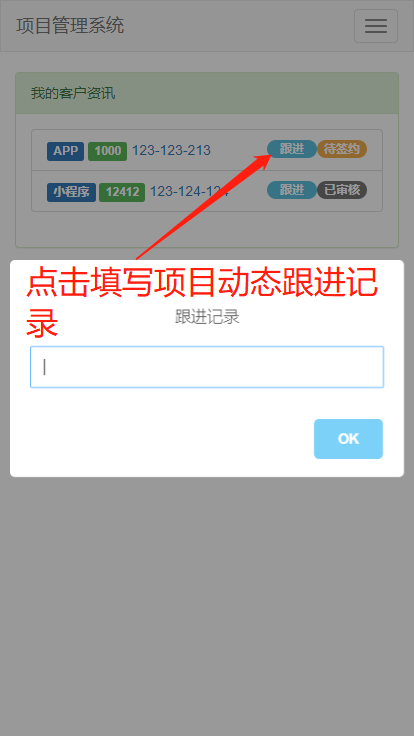 项目管理系统
我的客户资讯
APP 1000 123-123-213 跟进 待签约
小程序 12412 123-124-124 跟进 已审核
点击填写项目动态跟进记
录
跟进记录
OK